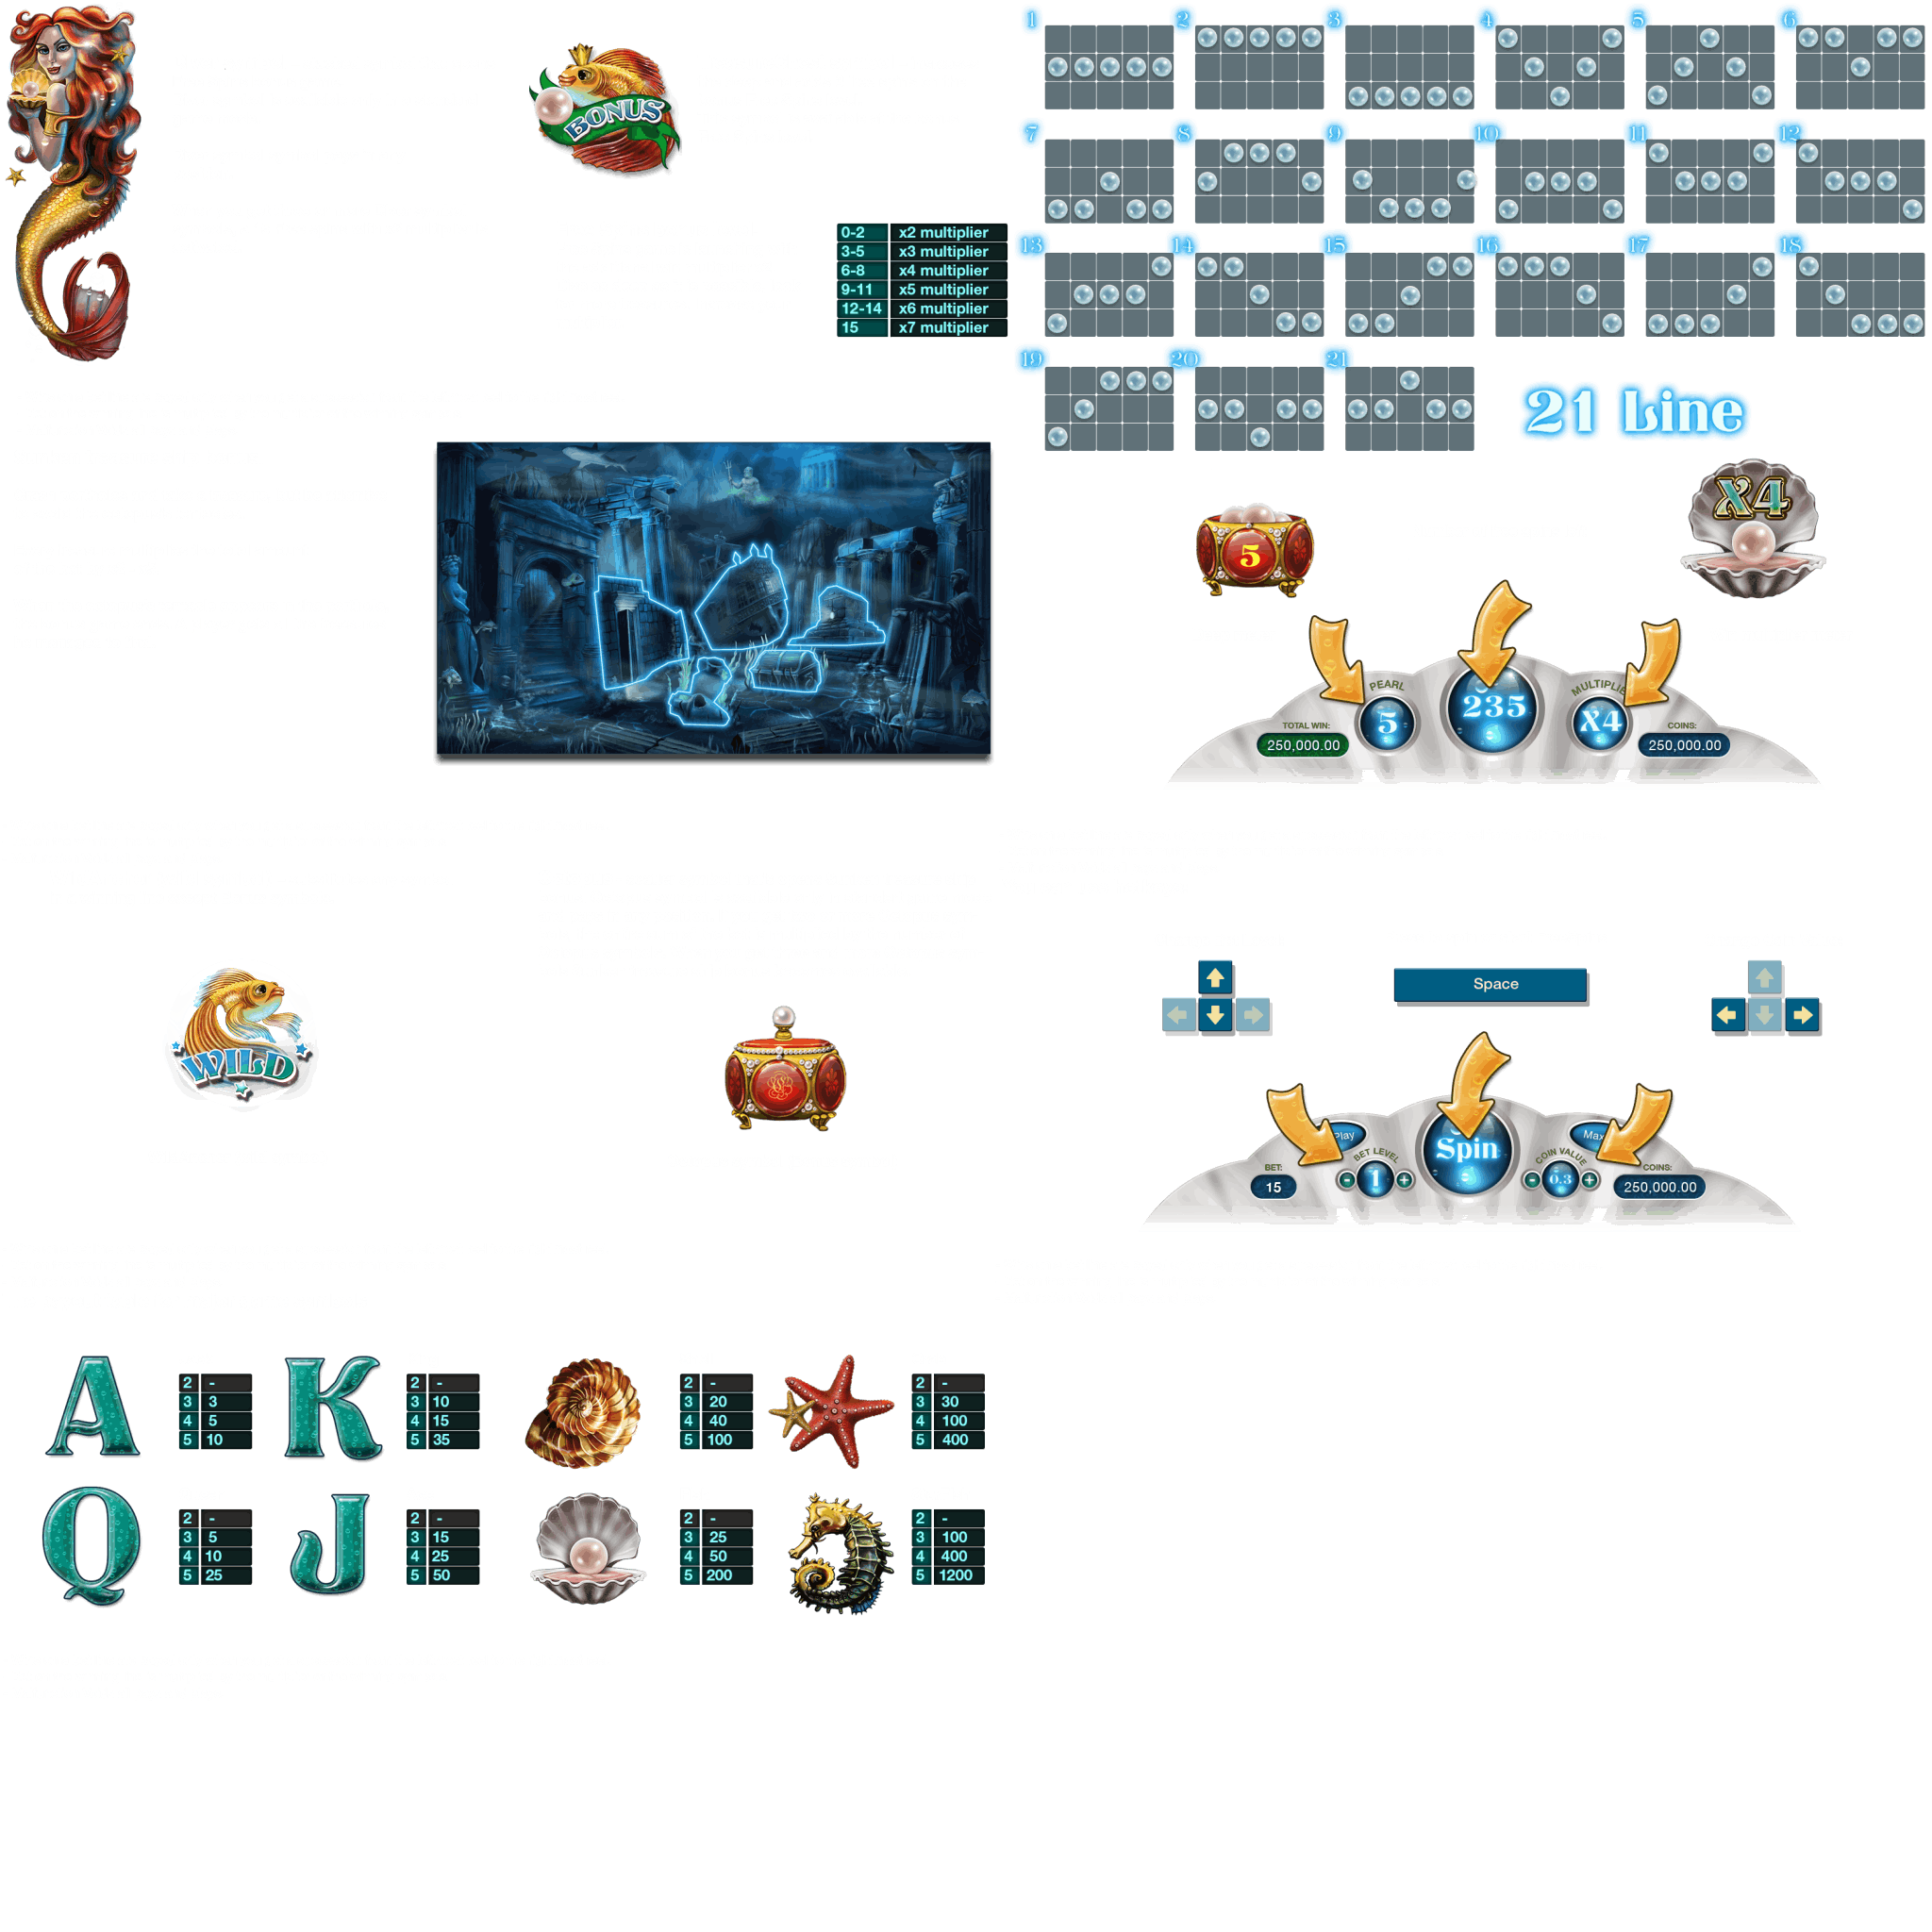 1 2 3 4 5 6
BONUS
7 8 9 10 11 12
0-2 x2 multiplier
3-5 x3 multiplier
6-8 x4 multiplier
9-11 x5 multiplier
12-14 x6 multiplier
15 x7 multiplier
13 14 15 16 17 18
19 20 21
21 Line
X4
5
PEARL
TOTAL WIN:
250,000.00
5
235
X4
COINS:
250,000.00
WILD
Space
Play
BET LEVEL
BET:
15
- 1 +
Spin
Max
COIN VALUE
- 0.3 +
COINS:
250,000.00
A
2 -
3 3
4 5
5 10
K
2 -
3 10
4 15
5 35
2 -
3 20
4 40
5 100
2 -
3 30
4 100
5 400
Q
2 -
3 5
4 10
5 25
J
2 -
3 15
4 25
5 50
2 -
3 25
4 50
5 200
2 -
3 100
4 400
5 1200